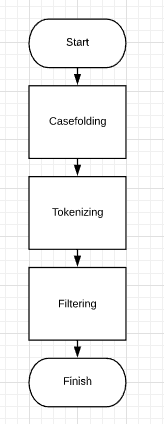 Start
Casefolding
Tokenizing
Filtering
Finish